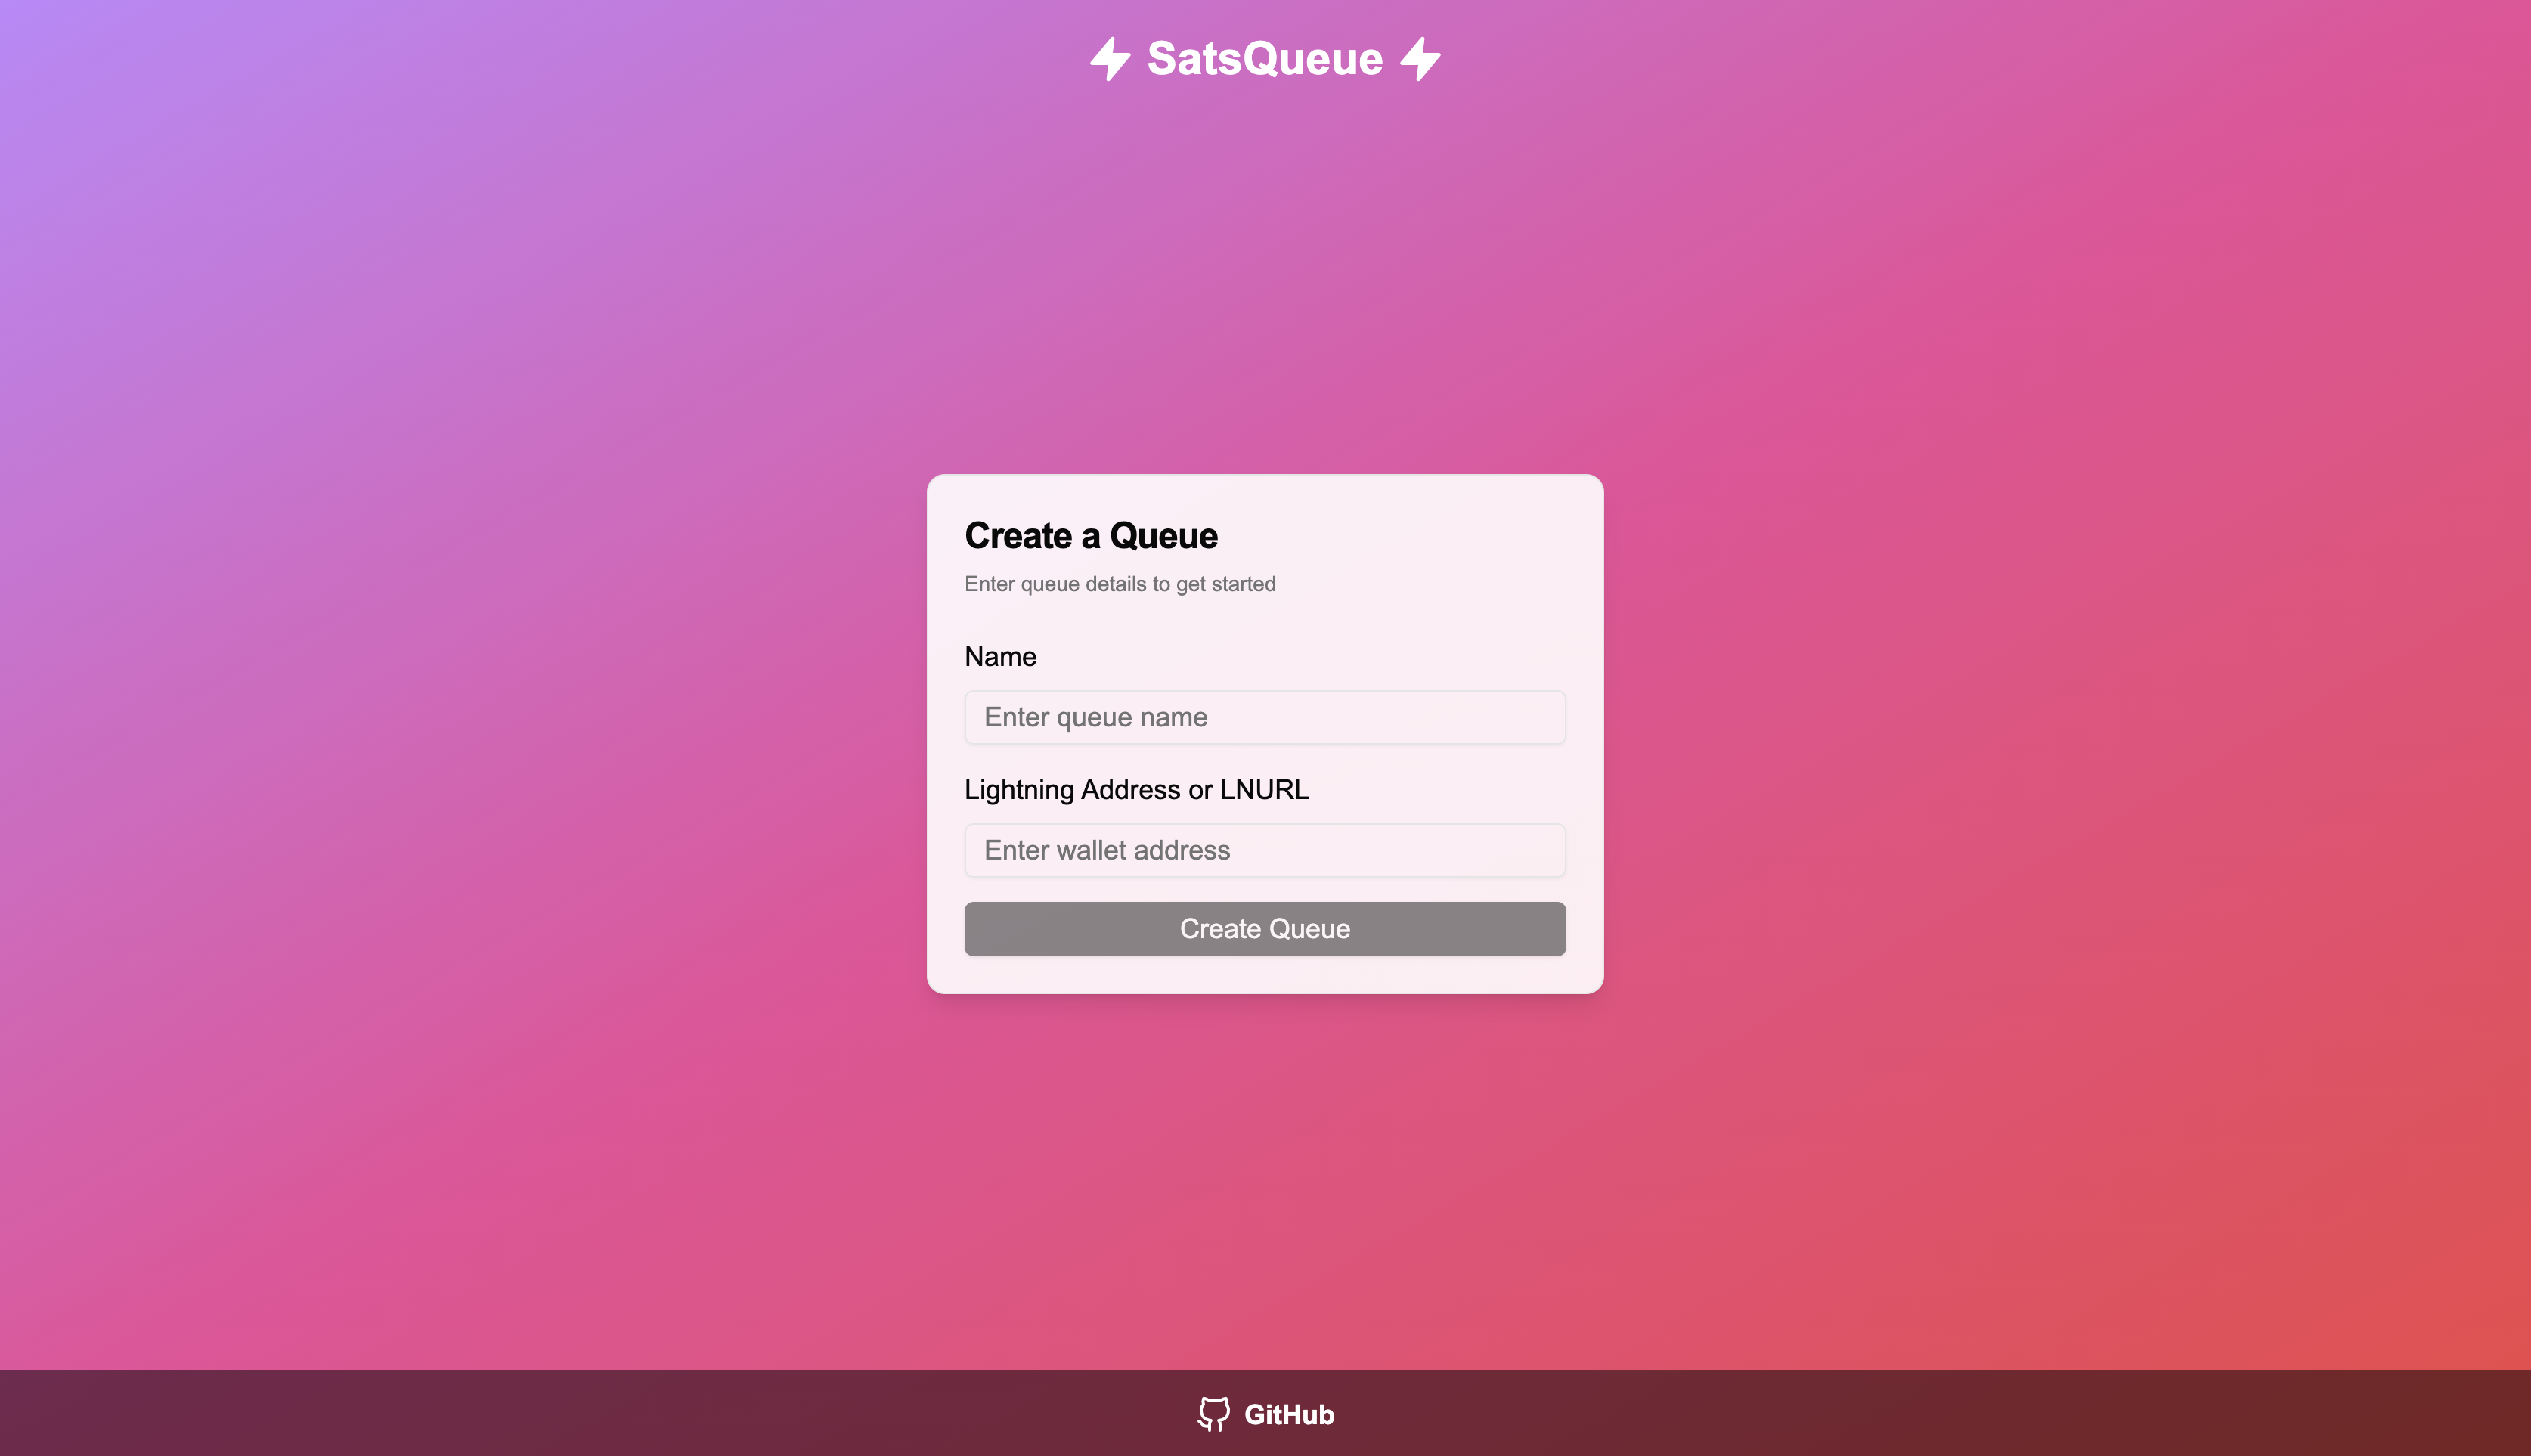 SatsQueue
Create a Queue
Enter queue details to get started
Name
Enter queue name
Lightning Address or LNURL
Enter wallet address
Create Queue
GitHub